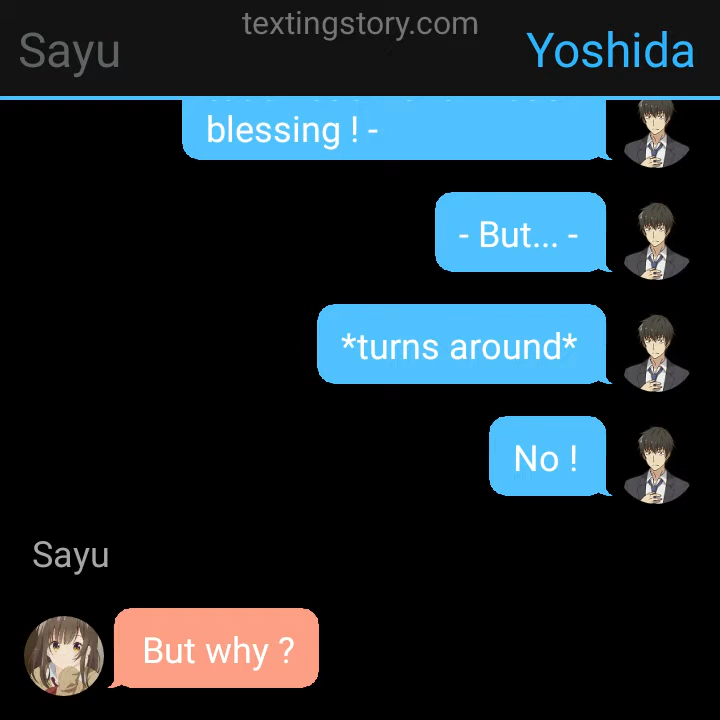 textingstory.com
Sayu
Yoshida
blessing ! -
- But... -
*turns around*
No !
Sayu
But why ?